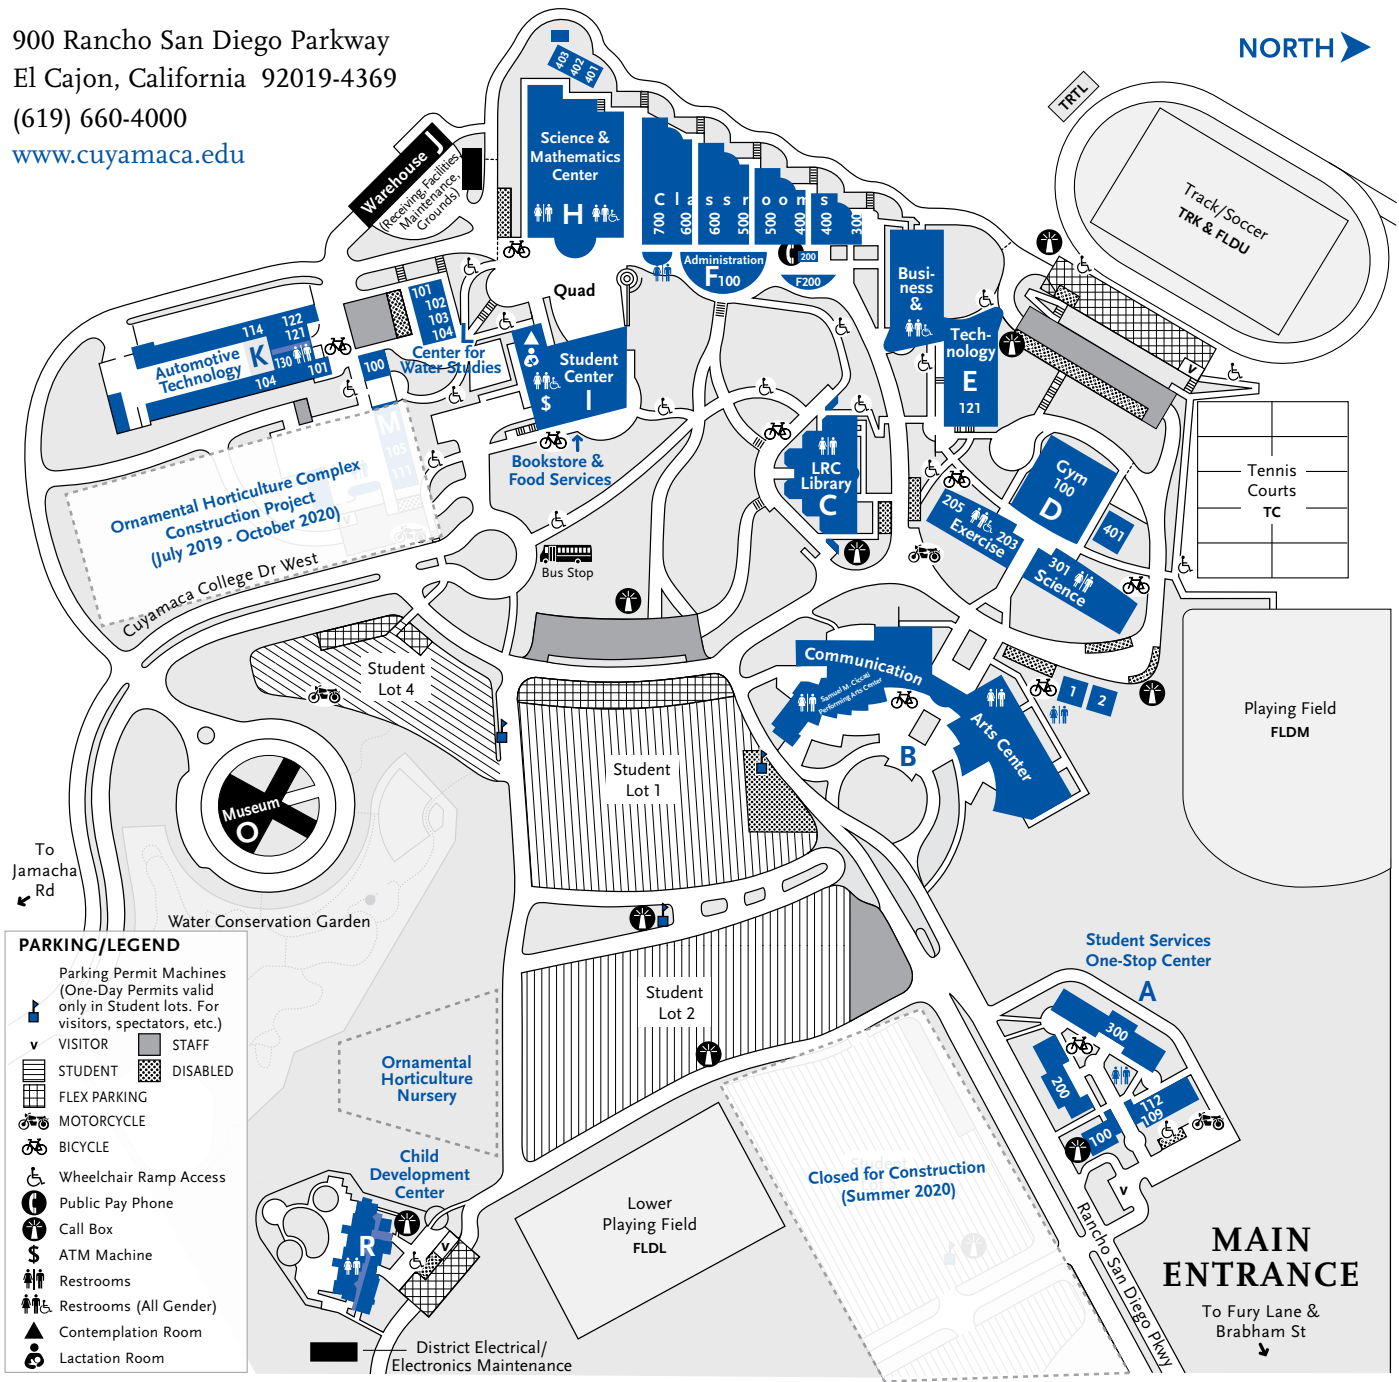 900 Rancho San Diego Parkway
El Cajon, California 92019-4369
(619) 660-4000
www.cuyamaca.edu
NORTH
403
402
401
TRTL
Track/Soccer
TRK & FLDU
Warehouse J
(Receiving, Facilities,
Maintenance,
Grounds)
Science &
Mathematics
Center
H
Classrooms
700
600
600
500
500
400
400
300
Administration
F100
200
F200
Quad
Busi-
ness
&
Tech-
nology
E
121
101
102
103
104
L
Center for
Water Studies
114
122
121
Automotive
Technology
K
130
101
104
100
Student
Center
I
$
Bookstore &
Food Services
M
105
111
Ornamental Horticulture Complex
Construction Project
(July 2019 - October 2020)
Cuyamaca College Dr West
LRC
Library
C
Gym
100
D
401
205
203
Exercise
301
Science
V
Tennis
Courts
TC
Bus Stop
Student
Lot 4
Communication
Samuel M. Ciccati
Performing Arts Center
Arts Center
B
1
2
Playing Field
FLDM
Student
Lot 1
Museum
O
To
Jamacha
Rd
Water Conservation Garden
Student
Lot 2
Student Services
One-Stop Center
A
300
200
112
109
100
V
Ornamental
Horticulture
Nursery
Child
Development
Center
R
V
Lower
Playing Field
FLDL
Closed for Construction
(Summer 2020)
Rancho San Diego Pkwy
MAIN
ENTRANCE
To Fury Lane &
Brabham St
District Electrical/
Electronics Maintenance
PARKING/LEGEND
Parking Permit Machines
(One-Day Permits valid
only in Student lots. For
visitors, spectators, etc.)
V VISITOR
STAFF
STUDENT
DISABLED
FLEX PARKING
MOTORCYCLE
BICYCLE
Wheelchair Ramp Access
Public Pay Phone
Call Box
$ ATM Machine
Restrooms
Restrooms (All Gender)
Contemplation Room
Lactation Room